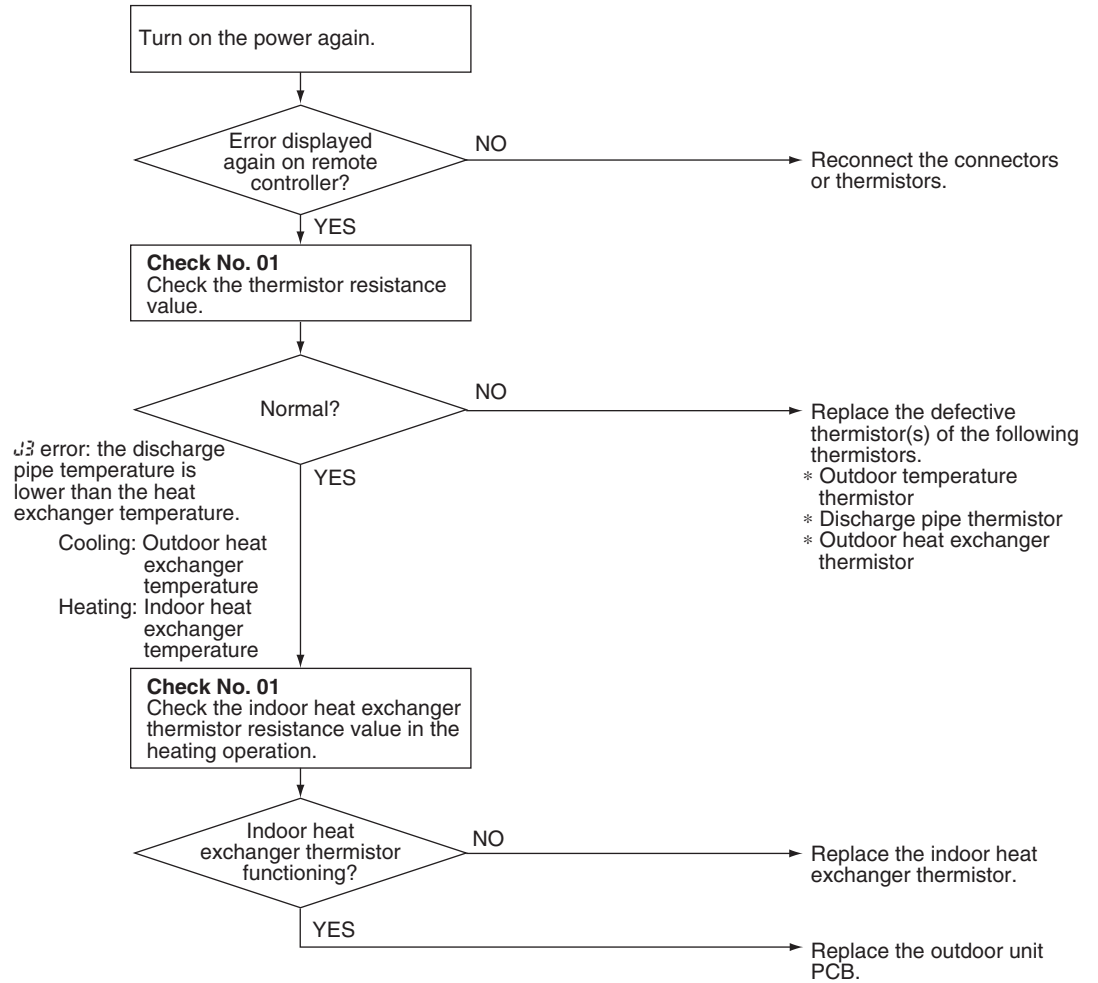 Turn on the power again.
Error displayed
again on remote
controller?
NO
Reconnect the connectors
or thermistors.
YES
Check No. 01
Check the thermistor resistance
value.
Normal?
NO
Replace the defective
thermistor(s) of the following
thermistors.
* Outdoor temperature
thermistor
* Discharge pipe thermistor
* Outdoor heat exchanger
thermistor
YES
J3 error: the discharge
pipe temperature is
lower than the heat
exchanger temperature.
Cooling: Outdoor heat
exchanger
temperature
Heating: Indoor heat
exchanger
temperature
Check No. 01
Check the indoor heat exchanger
thermistor resistance value in the
heating operation.
Indoor heat
exchanger thermistor
functioning?
NO
Replace the indoor heat
exchanger thermistor.
YES
Replace the outdoor unit
PCB.